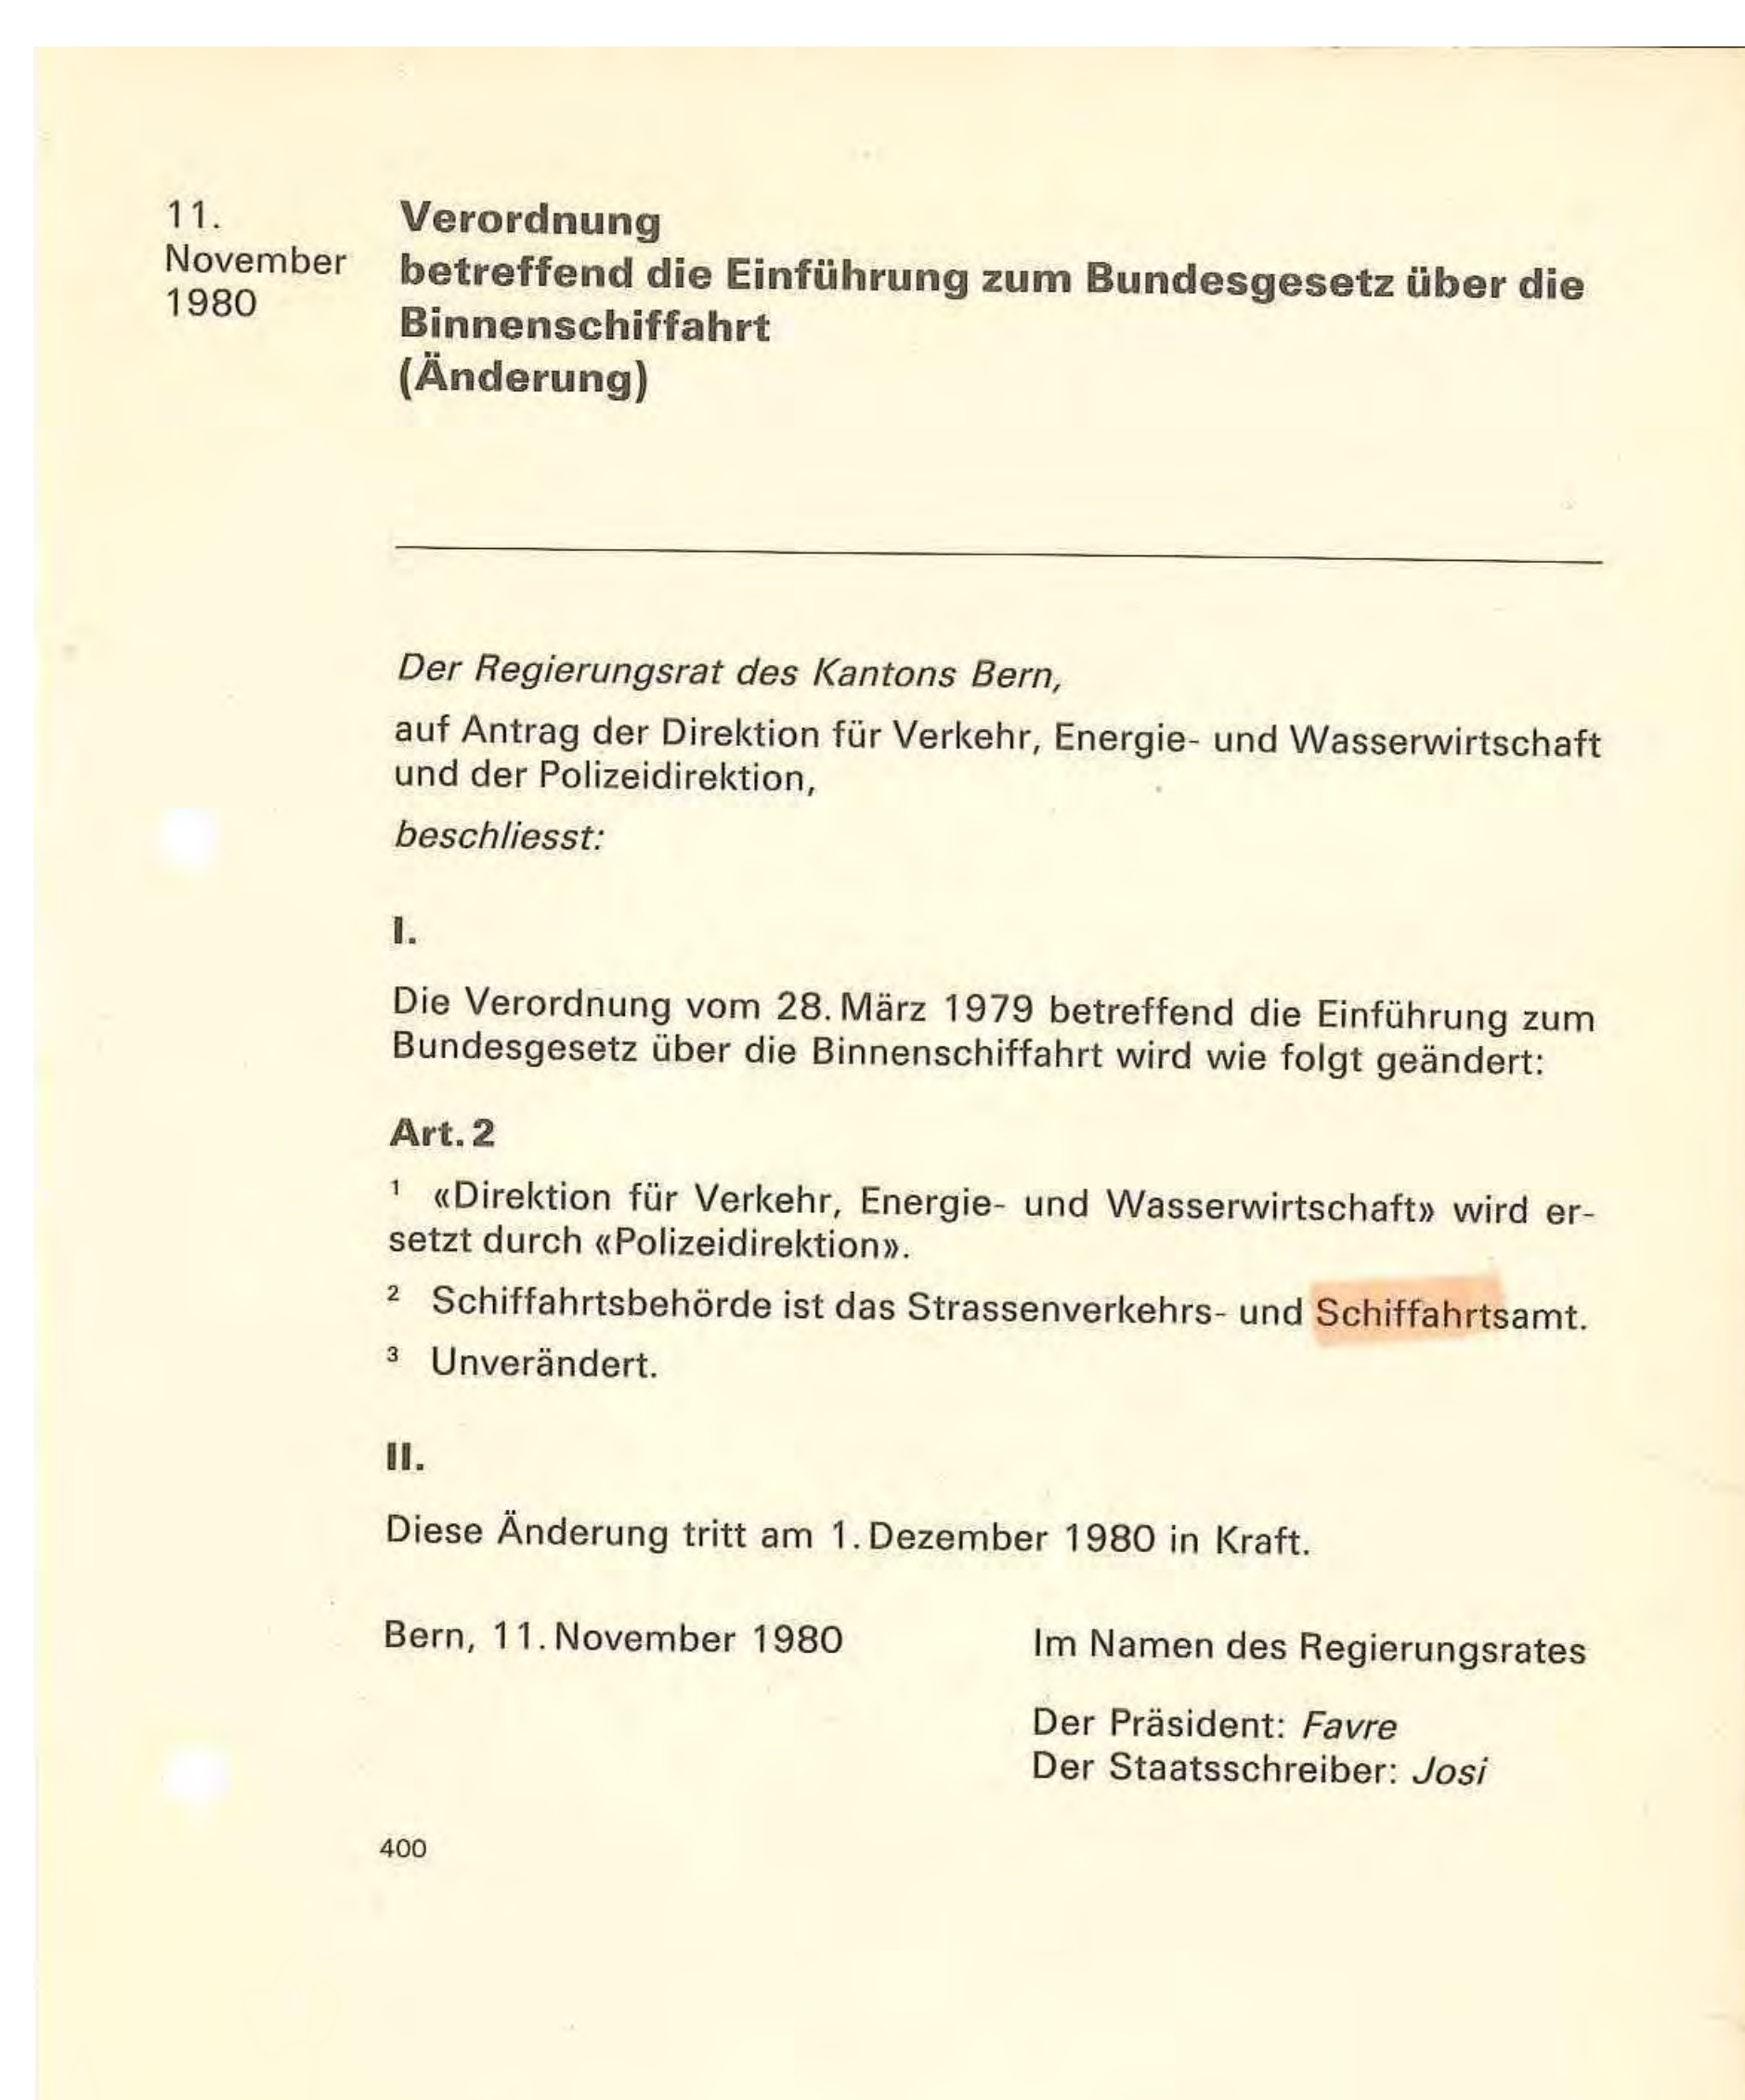 11.
November
1980
Verordnung
betreffend die Einführung zum Bundesgesetz über die
Binnenschiffahrt
(Änderung)
Der Regierungsrat des Kantons Bern,
auf Antrag der Direktion für Verkehr, Energie- und Wasserwirtschaft
und der Polizeidirektion,
beschliesst:
I.
Die Verordnung vom 28. März 1979 betreffend die Einführung zum
Bundesgesetz über die Binnenschiffahrt wird wie folgt geändert:
Art. 2
¹ «Direktion für Verkehr, Energie- und Wasserwirtschaft» wird er-
setzt durch «Polizeidirektion».
² Schiffahrtsbehörde ist das Strassenverkehrs- und Schiffahrtsamt.
³ Unverändert.
II.
Diese Änderung tritt am 1. Dezember 1980 in Kraft.
Bern, 11. November 1980
Im Namen des Regierungsrates
Der Präsident: Favre
Der Staatsschreiber: Josi
400